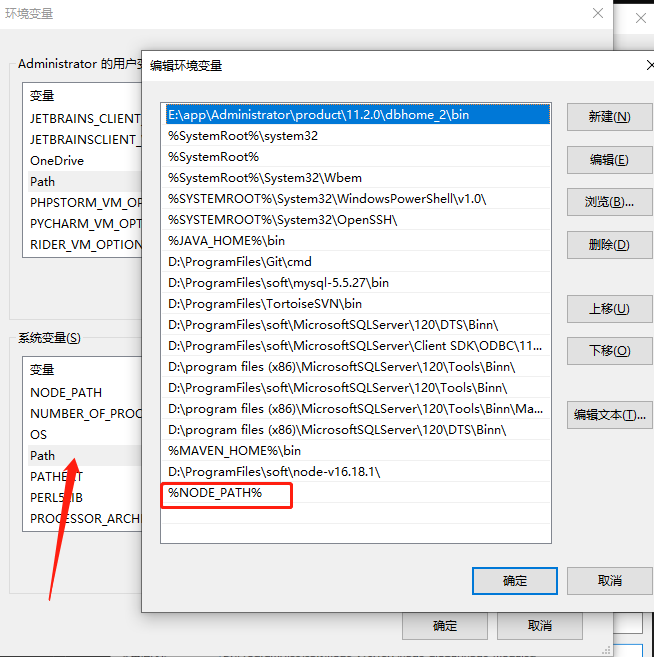 环境变量
Administrator 的用户变
变量
JETBRAINS_CLIENT_
JETBRAINSCLIENT_
OneDrive
Path
PHPSTORM_VM_OP
PYCHARM_VM_OPT
RIDER_VM_OPTION
系统变量(S)
变量
NODE_PATH
NUMBER_OF_PROC
OS
Path
PATHEXT
PERL5LIB
PROCESSOR_ARCHI
确定
取消
编辑环境变量
E:\app\Administrator\product\11.2.0\dbhome_2\bin
%SystemRoot%\system32
%SystemRoot%
%SystemRoot%\System32\Wbem
%SYSTEMROOT%\System32\WindowsPowerShell\v1.0\
%SYSTEMROOT%\System32\OpenSSH\
%JAVA_HOME%\bin
D:\ProgramFiles\Git\cmd
D:\ProgramFiles\soft\mysql-5.5.27\bin
D:\ProgramFiles\TortoiseSVN\bin
D:\ProgramFiles\soft\MicrosoftSQLServer\120\DTS\Binn\
D:\ProgramFiles\soft\MicrosoftSQLServer\Client SDK\ODBC\11...
D:\program files (x86)\MicrosoftSQLServer\120\Tools\Binn\
D:\ProgramFiles\soft\MicrosoftSQLServer\120\Tools\Binn\
D:\program files (x86)\MicrosoftSQLServer\120\Tools\Binn\Ma...
D:\program files (x86)\MicrosoftSQLServer\120\DTS\Binn\
%MAVEN_HOME%\bin
D:\ProgramFiles\soft\node-v16.18.1\
%NODE_PATH%
新建(N)
编辑(E)
浏览(B)...
删除(D)
上移(U)
下移(O)
编辑文本(T)...
确定
取消